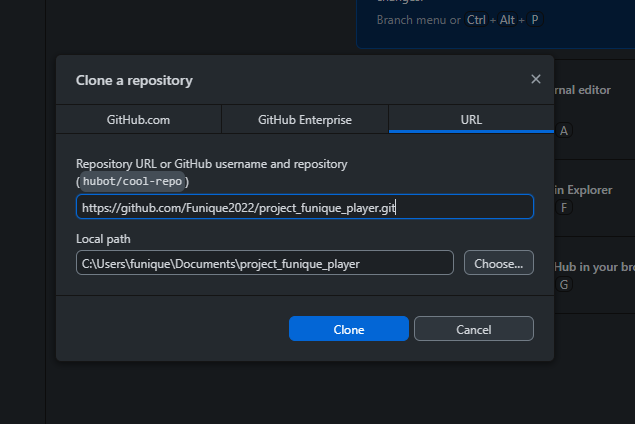 changes.
Branch menu or Ctrl + Alt + P
Clone a repository
GitHub.com
GitHub Enterprise
URL
Repository URL or GitHub username and repository
(hubot/cool-repo)
https://github.com/Funique2022/project_funique_player.git
Local path
C:\Users\funique\Documents\project_funique_player
Choose...
Clone
Cancel
rnal editor
A
in Explorer
F
Hub in your bro
G